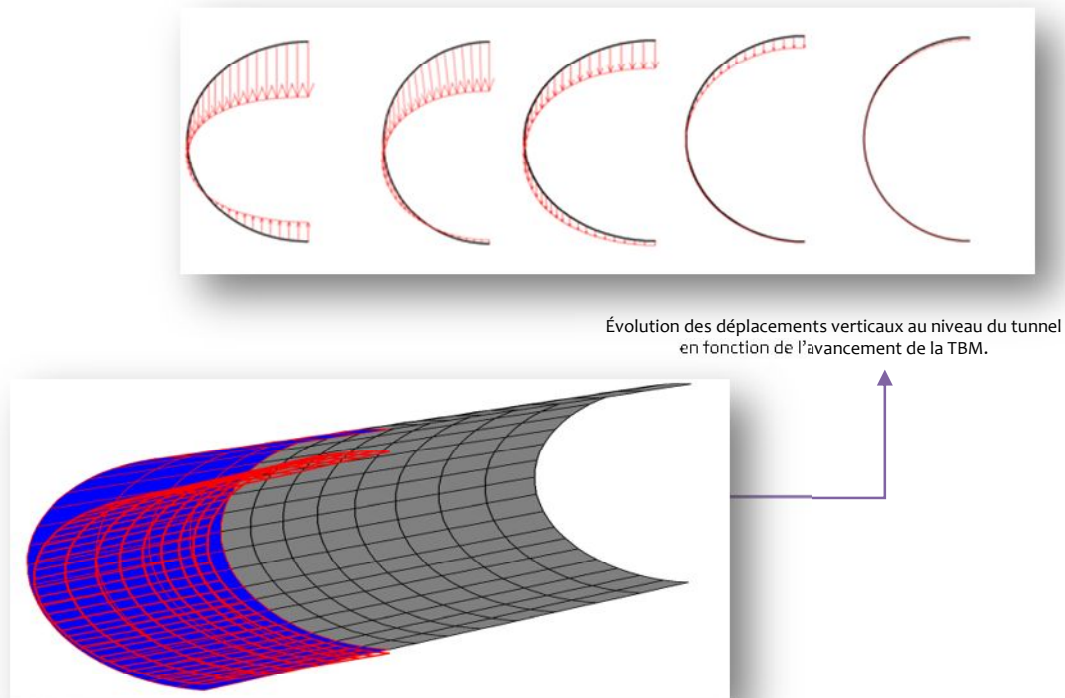 Évolution des déplacements verticaux au niveau du tunnel
en fonction de l'avancement de la TBM.